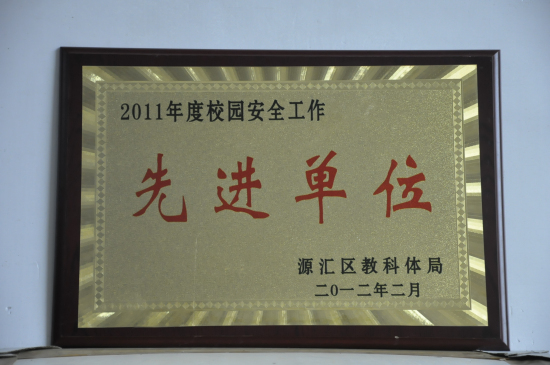 2011年度校园安全工作
先进单位
源汇区教科体局
二0一二年二月